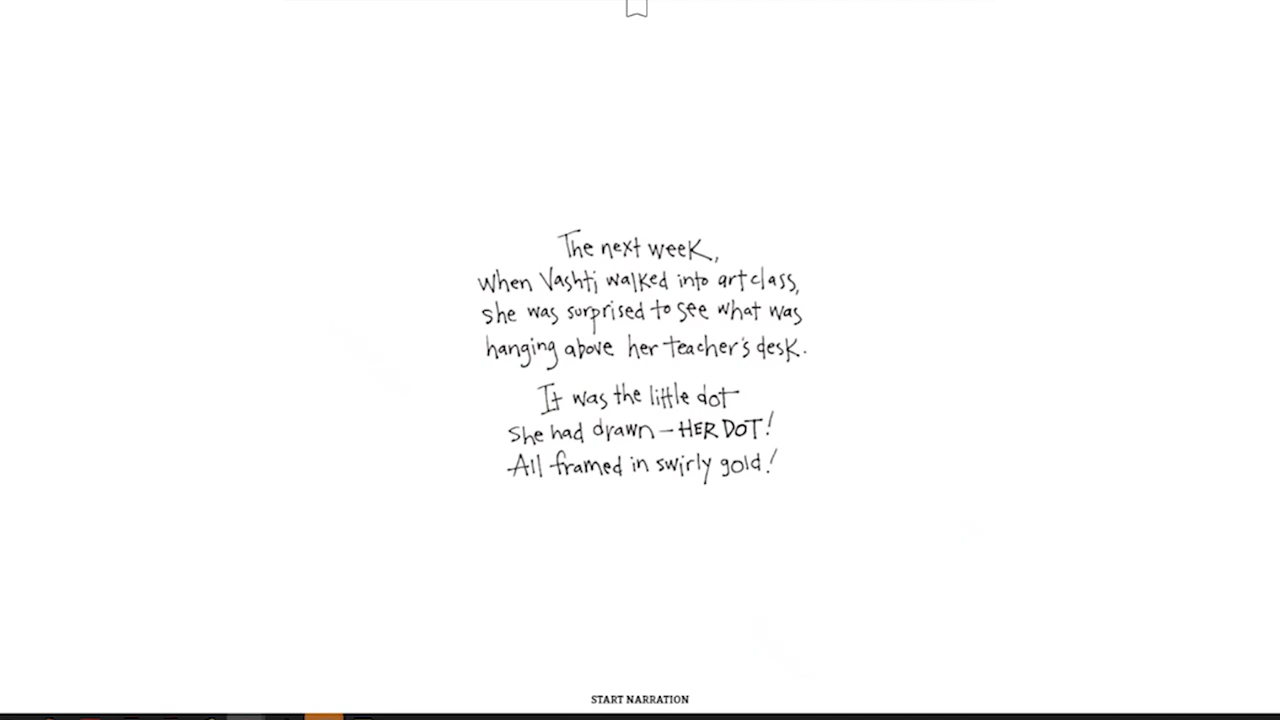 The next week,
when Vashti walked into art class,
she was surprised to see what was
hanging above her teacher's desk.
It was the little dot
she had drawn – HER DOT!
All framed in swirly gold!
START NARRATION